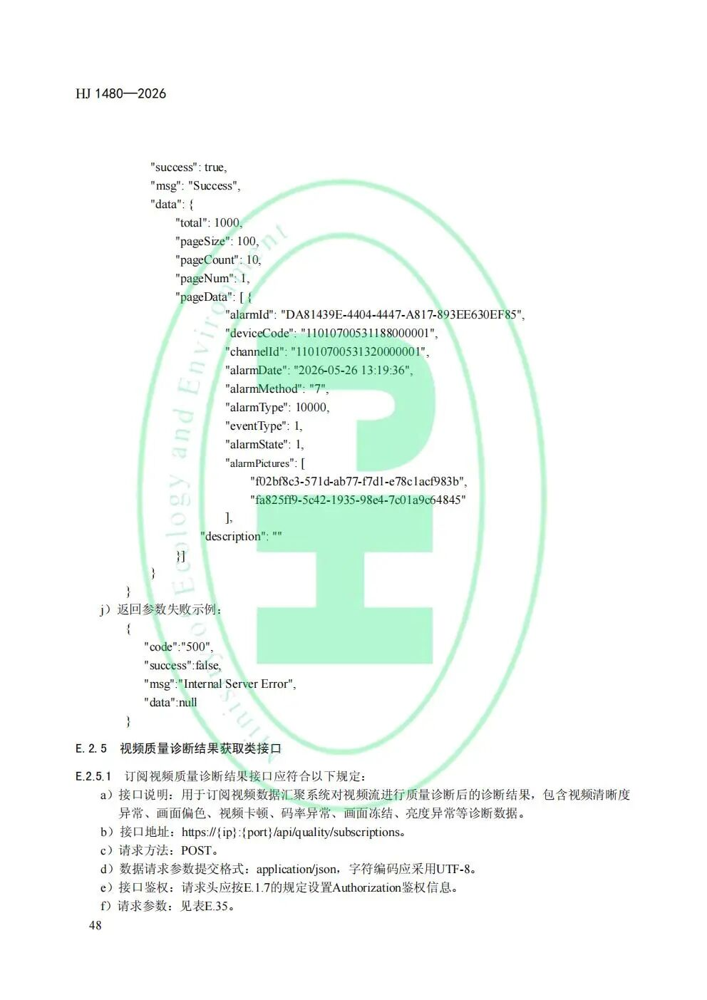 HJ 1480—2026
"success": true,
"msg": "Success",
"data": {
"total": 1000,
"pageSize": 100,
"pageCount": 10,
"pageNum": 1,
"pageData": [ {
"alarmId": "DA81439E-4404-4447-A817-893EE630EF85",
"deviceCode": "11010700531188000001",
"channelId": "11010700531320000001",
"alarmDate": "2026-05-26 13:19:36",
"alarmMethod": "7",
"alarmType": 10000,
"eventType": 1,
"alarmState": 1,
"alarmPictures": [
"f02bf8c3-571d-ab77-f7d1-e78c1acf983b",
"fa825ff9-5c42-1935-98e4-7c01a9c64845"
],
"description": ""
}]
}
}
j）返回参数失败示例：
{
"code":"500",
"success":false,
"msg":"Internal Server Error",
"data":null
}
E.2.5 视频质量诊断结果获取类接口
E.2.5.1 订阅视频质量诊断结果接口应符合以下规定：
a）接口说明：用于订阅视频数据汇聚系统对视频流进行质量诊断后的诊断结果，包含视频清晰度
异常、画面偏色、视频卡顿、码率异常、画面冻结、亮度异常等诊断数据。
b）接口地址：https://{ip}:{port}/api/quality/subscriptions。
c）请求方法：POST。
d）数据请求参数提交格式：application/json，字符编码应采用UTF-8。
e）接口鉴权：请求头应按E.1.7的规定设置Authorization鉴权信息。
f）请求参数：见表E.35。
48
Ministry of Ecology and Environment